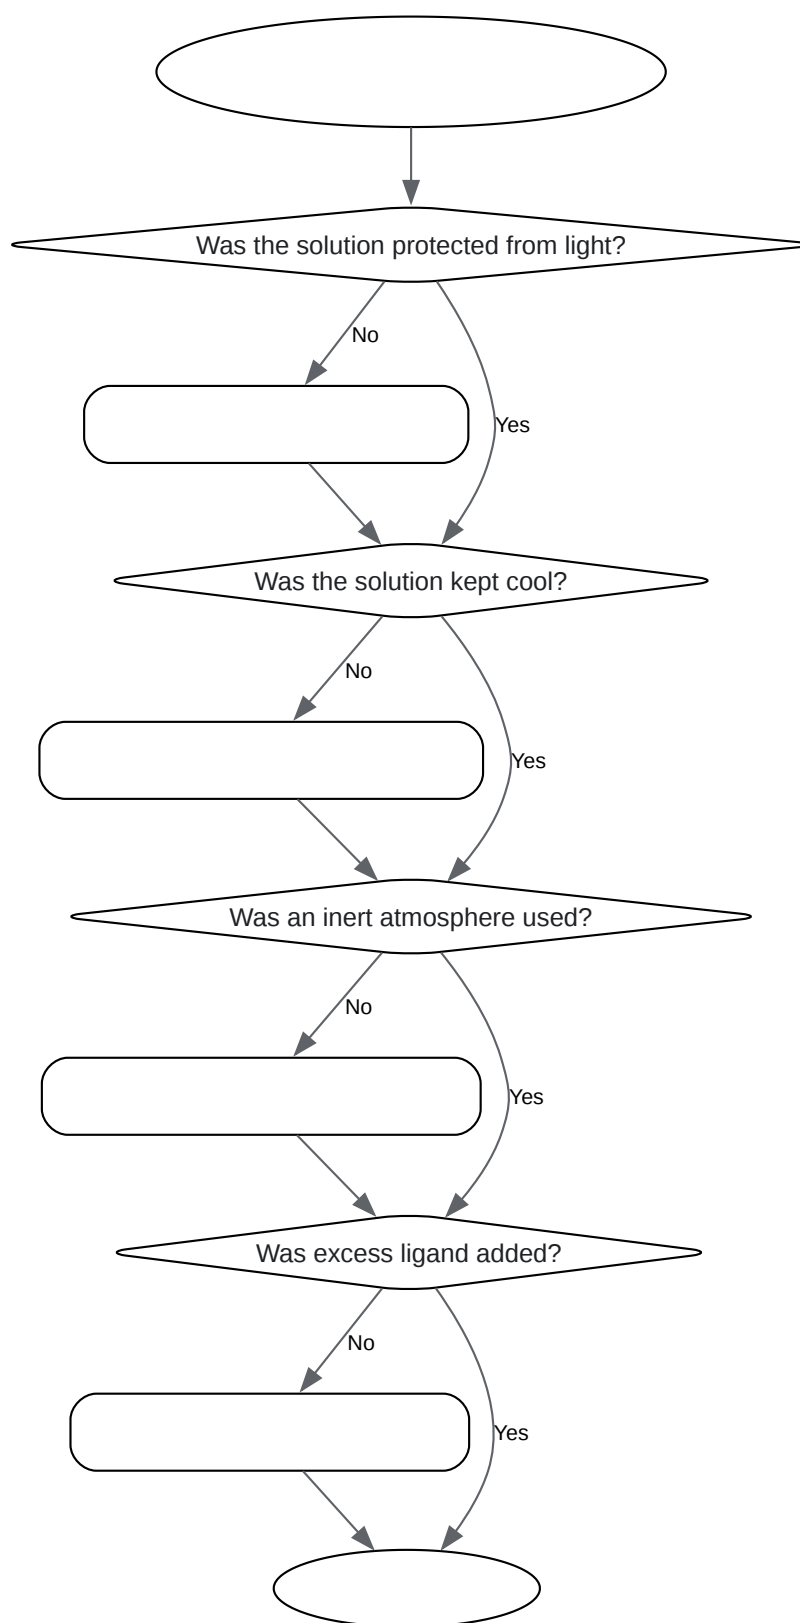 Was the solution protected from light?
No
Yes
Was the solution kept cool?
No
Yes
Was an inert atmosphere used?
No
Yes
Was excess ligand added?
No
Yes